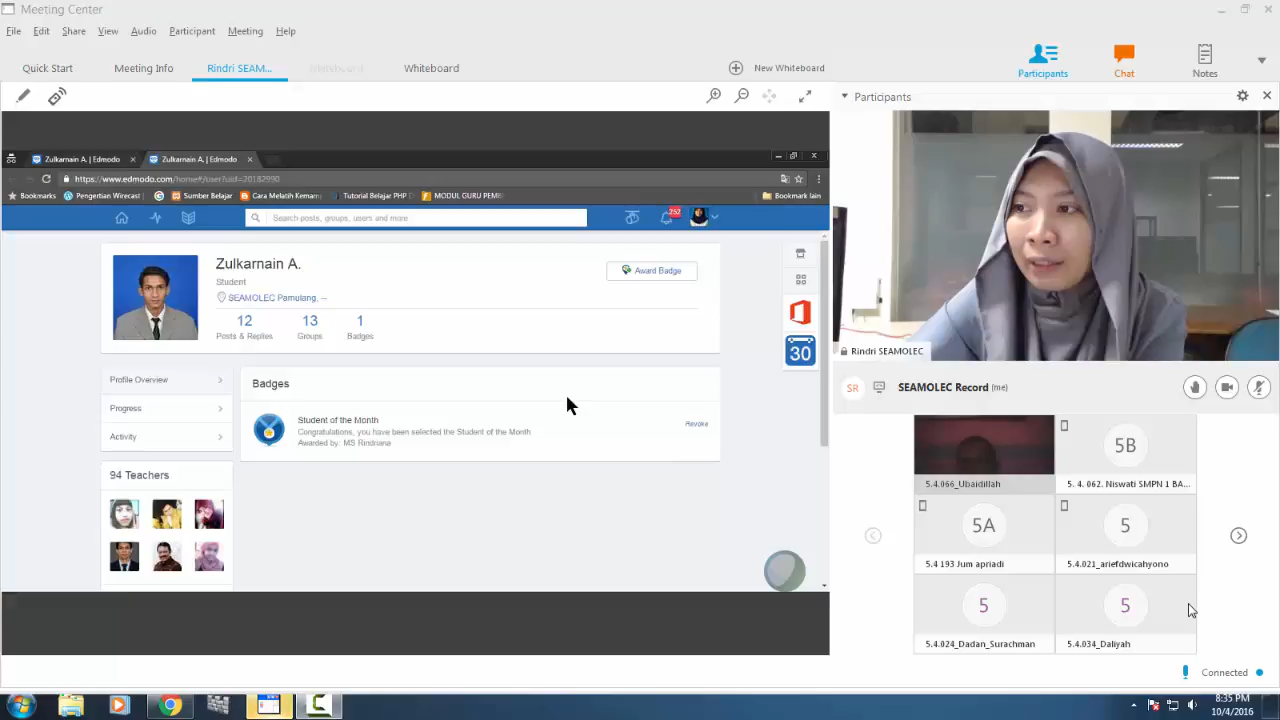 Meeting Center
File Edit Share View Audio Participant Meeting Help
Quick Start Meeting Info Rindri SEAM... Whiteboard Whiteboard New Whiteboard
Participants Chat Notes
Participants
Zulkarnain A. | Edmodo Zulkarnain A. | Edmodo
https://www.edmodo.com/home#/user?uid=20182990
Bookmarks Pengertian Wirecast Sumber Belajar Cara Melatih Kemam Tutorial Belajar PHP D MODUL GURU PEMB Bookmark lain
Search posts, groups, users and more 252
Zulkarnain A.
Award Badge
Student
SEAMOLEC Pamulang, --
12 13 1
Posts & Replies Groups Badges
30
Profile Overview
Progress
Activity
Badges
Student of the Month
Congratulations, you have been selected the Student of the Month
Awarded by: MS Rindriana
Revoke
94 Teachers
Rindri SEAMOLEC
SR SEAMOLEC Record (me)
5B
5.4.066_Ubaidillah 5. 4. 062. Niswati SMPN 1 BA...
5A 5
5.4 193 Jum apriadi 5.4.021_ariefdwicahyono
5 5
5.4.024_Dadan_Surachman 5.4.034_Daliyah
Connected
8:35 PM
10/4/2016